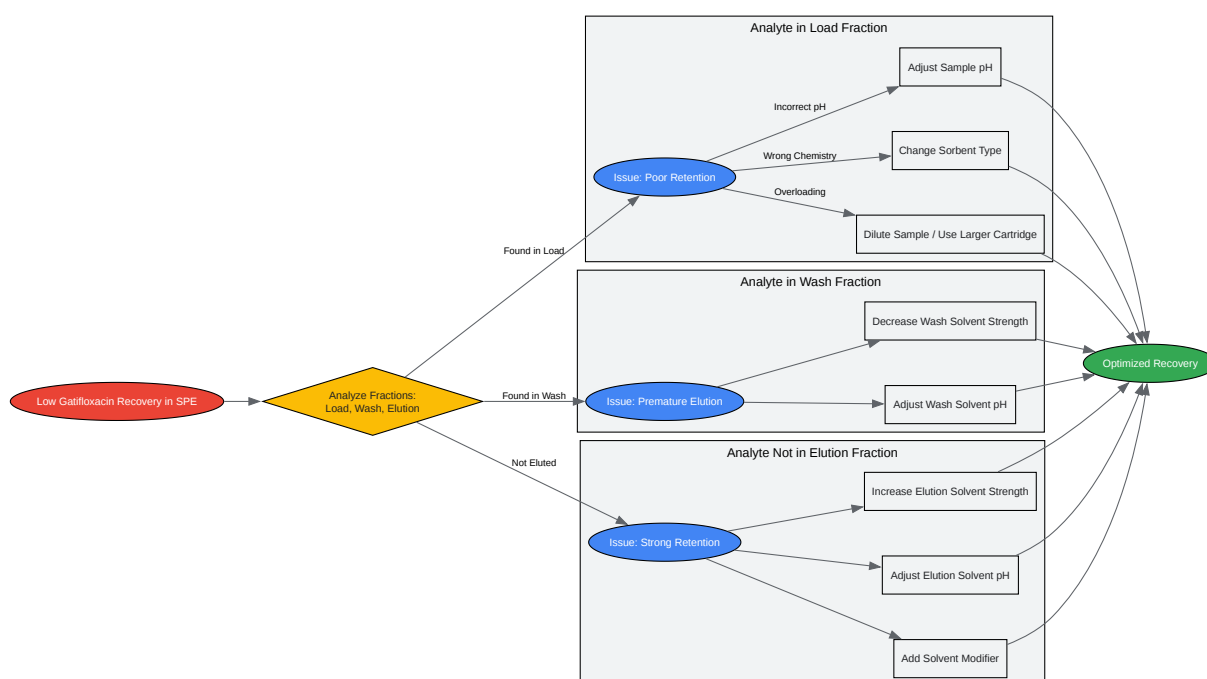 Low Gatifloxacin Recovery in SPE
Analyze Fractions:
Load, Wash, Elution
Found in Load
Found in Wash
Not Eluted
Analyte in Load Fraction
Issue: Poor Retention
Incorrect pH
Wrong Chemistry
Overloading
Adjust Sample pH
Change Sorbent Type
Dilute Sample / Use Larger Cartridge
Analyte in Wash Fraction
Issue: Premature Elution
Decrease Wash Solvent Strength
Adjust Wash Solvent pH
Analyte Not in Elution Fraction
Issue: Strong Retention
Increase Elution Solvent Strength
Adjust Elution Solvent pH
Add Solvent Modifier
Optimized Recovery